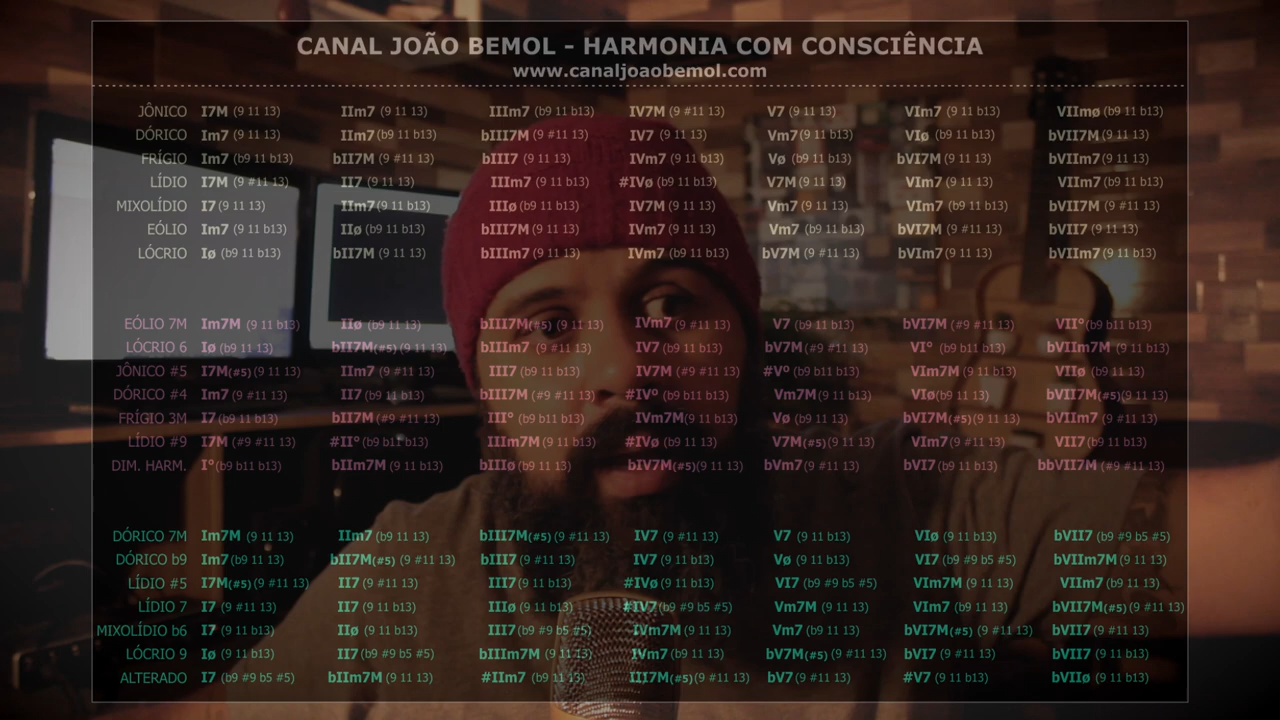 CANAL JOÃO BEMOL - HARMONIA COM CONSCIÊNCIA
www.canaljoaobemol.com
JÔNICO I7M (9 11 13) IIm7 (9 11 13) IIIm7 (b9 11 b13) IV7M (9 #11 13) V7 (9 11 13) VIm7 (9 11 b13) VIImø (b9 11 b13)
DÓRICO Im7 (9 11 13) IIm7 (b9 11 b13) bIII7M (9 #11 13) IV7 (9 11 13) Vm7 (9 11 b13) VIø (b9 11 b13) bVII7M (9 11 13)
FRÍGIO Im7 (b9 11 b13) bII7M (9 #11 13) bIII7 (9 11 13) IVm7 (9 11 b13) Vø (b9 11 b13) bVI7M (9 11 13) bVIIm7 (9 11 13)
LÍDIO I7M (9 #11 13) II7 (9 11 13) IIIm7 (9 11 b13) #IVø (b9 11 b13) V7M (9 11 13) VIm7 (9 11 13) VIIm7 (b9 11 b13)
MIXOLÍDIO I7 (9 11 13) IIm7 (9 11 b13) IIIø (b9 11 b13) IV7M (9 11 13) Vm7 (9 11 13) VIm7 (b9 11 b13) bVII7M (9 #11 13)
EÓLIO Im7 (9 11 b13) IIø (b9 11 b13) bIII7M (9 11 13) IVm7 (9 11 13) Vm7 (b9 11 b13) bVI7M (9 #11 13) bVII7 (9 11 13)
LÓCRIO Iø (b9 11 b13) bII7M (9 11 13) bIIIm7 (9 11 13) IVm7 (b9 11 b13) bV7M (9 #11 13) bVIm7 (9 11 13) bVIIm7 (9 11 b13)
EÓLIO 7M Im7M (9 11 b13) IIø (b9 11 13) bIII7M(#5) (9 11 13) IVm7 (9 #11 13) V7 (b9 11 b13) bVI7M (#9 #11 13) VII° (b9 b11 b13)
LÓCRIO 6 Iø (b9 11 13) bII7M(#5) (9 11 13) bIIIm7 (9 #11 13) IV7 (b9 11 b13) bV7M (#9 #11 13) VI° (b9 b11 b13) bVIIm7M (9 11 b13)
JÔNICO #5 I7M(#5) (9 11 13) IIm7 (9 #11 13) III7 (b9 11 b13) IV7M (#9 #11 13) #V° (b9 b11 b13) VIm7M (9 11 b13) VIIø (b9 11 13)
DÓRICO #4 Im7 (9 #11 13) II7 (b9 11 b13) bIII7M (#9 #11 13) #IV° (b9 b11 b13) Vm7M (9 11 b13) VIø(b9 11 13) bVII7M(#5) (9 11 13)
FRÍGIO 3M I7 (b9 11 b13) bII7M (#9 #11 13) III° (b9 b11 b13) IVm7M(9 11 b13) Vø (b9 11 13) bVI7M(#5)(9 11 13) bVIIm7 (9 #11 13)
LÍDIO #9 I7M (#9 #11 13) #II° (b9 b11 b13) IIIm7M (9 11 b13) #IVø (b9 11 13) V7M(#5)(9 11 13) VIm7 (9 #11 13) VII7 (b9 11 b13)
DIM. HARM. I° (b9 b11 b13) bIIm7M (9 11 b13) bIIIø (b9 11 13) bIV7M(#5)(9 11 13) bVm7 (9 #11 13) bVI7 (b9 11 b13) bbVII7M (#9 #11 13)
DÓRICO 7M Im7M (9 11 13) IIm7 (b9 11 13) bIII7M(#5) (9 #11 13) IV7 (9 #11 13) V7 (9 11 b13) VIø (9 11 b13) bVII7 (b9 #9 b5 #5)
DÓRICO b9 Im7 (b9 11 13) bII7M(#5) (9 #11 13) bIII7 (9 #11 13) IV7 (9 11 b13) Vø (9 11 b13) VI7 (b9 #9 b5 #5) bVIIm7M (9 11 13)
LÍDIO #5 I7M(#5) (9 #11 13) II7 (9 #11 13) III7 (9 11 b13) #IVø (9 11 b13) VI7 (b9 #9 b5 #5) VIm7M (9 11 13) VIIm7 (b9 11 13)
LÍDIO 7 I7 (9 #11 13) II7 (9 11 b13) IIIø (9 11 b13) #IV7 (b9 #9 b5 #5) Vm7M (9 11 13) VIm7 (b9 11 13) bVII7M(#5) (9 #11 13)
MIXOLÍDIO b6 I7 (9 11 b13) IIø (9 11 b13) III7 (b9 #9 b5 #5) IVm7M (9 11 13) Vm7 (b9 11 13) bVI7M(#5) (9 #11 13) bVII7 (9 #11 13)
LÓCRIO 9 Iø (9 11 b13) II7 (b9 #9 b5 #5) bIIIm7M (9 11 13) IVm7 (b9 11 13) bV7M(#5) (9 #11 13) bVI7 (9 #11 13) bVII7 (9 11 b13)
ALTERADO I7 (b9 #9 b5 #5) bIIm7M (9 11 13) #IIm7 (b9 11 13) III7M(#5)(9 #11 13) bV7 (9 #11 13) #V7 (9 11 b13) bVIIø (9 11 b13)